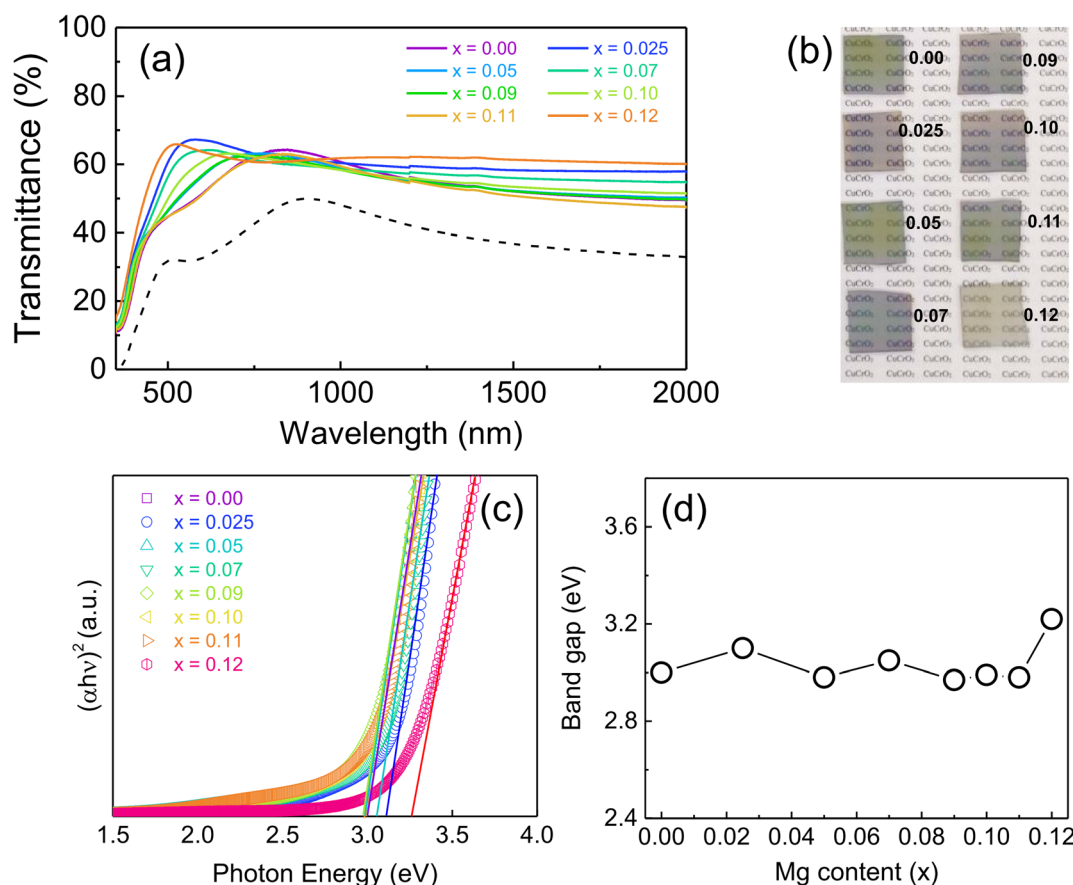 (a)
Transmittance (%)
100
80
60
40
20
0
x = 0.00
x = 0.025
x = 0.05
x = 0.07
x = 0.09
x = 0.10
x = 0.11
x = 0.12
500
1000
1500
2000
Wavelength (nm)
(b)
CuCrO₂ CuCrO₂ CuCrO₂ CuCrO₂ CuCrO₂
0.00
0.09
0.025
0.10
0.05
0.11
0.07
0.12
(c)
(αhν)² (a.u.)
x = 0.00
x = 0.025
x = 0.05
x = 0.07
x = 0.09
x = 0.10
x = 0.11
x = 0.12
1.5
2.0
2.5
3.0
3.5
4.0
Photon Energy (eV)
(d)
Band gap (eV)
3.6
3.2
2.8
2.4
0.00
0.02
0.04
0.06
0.08
0.10
0.12
Mg content (x)